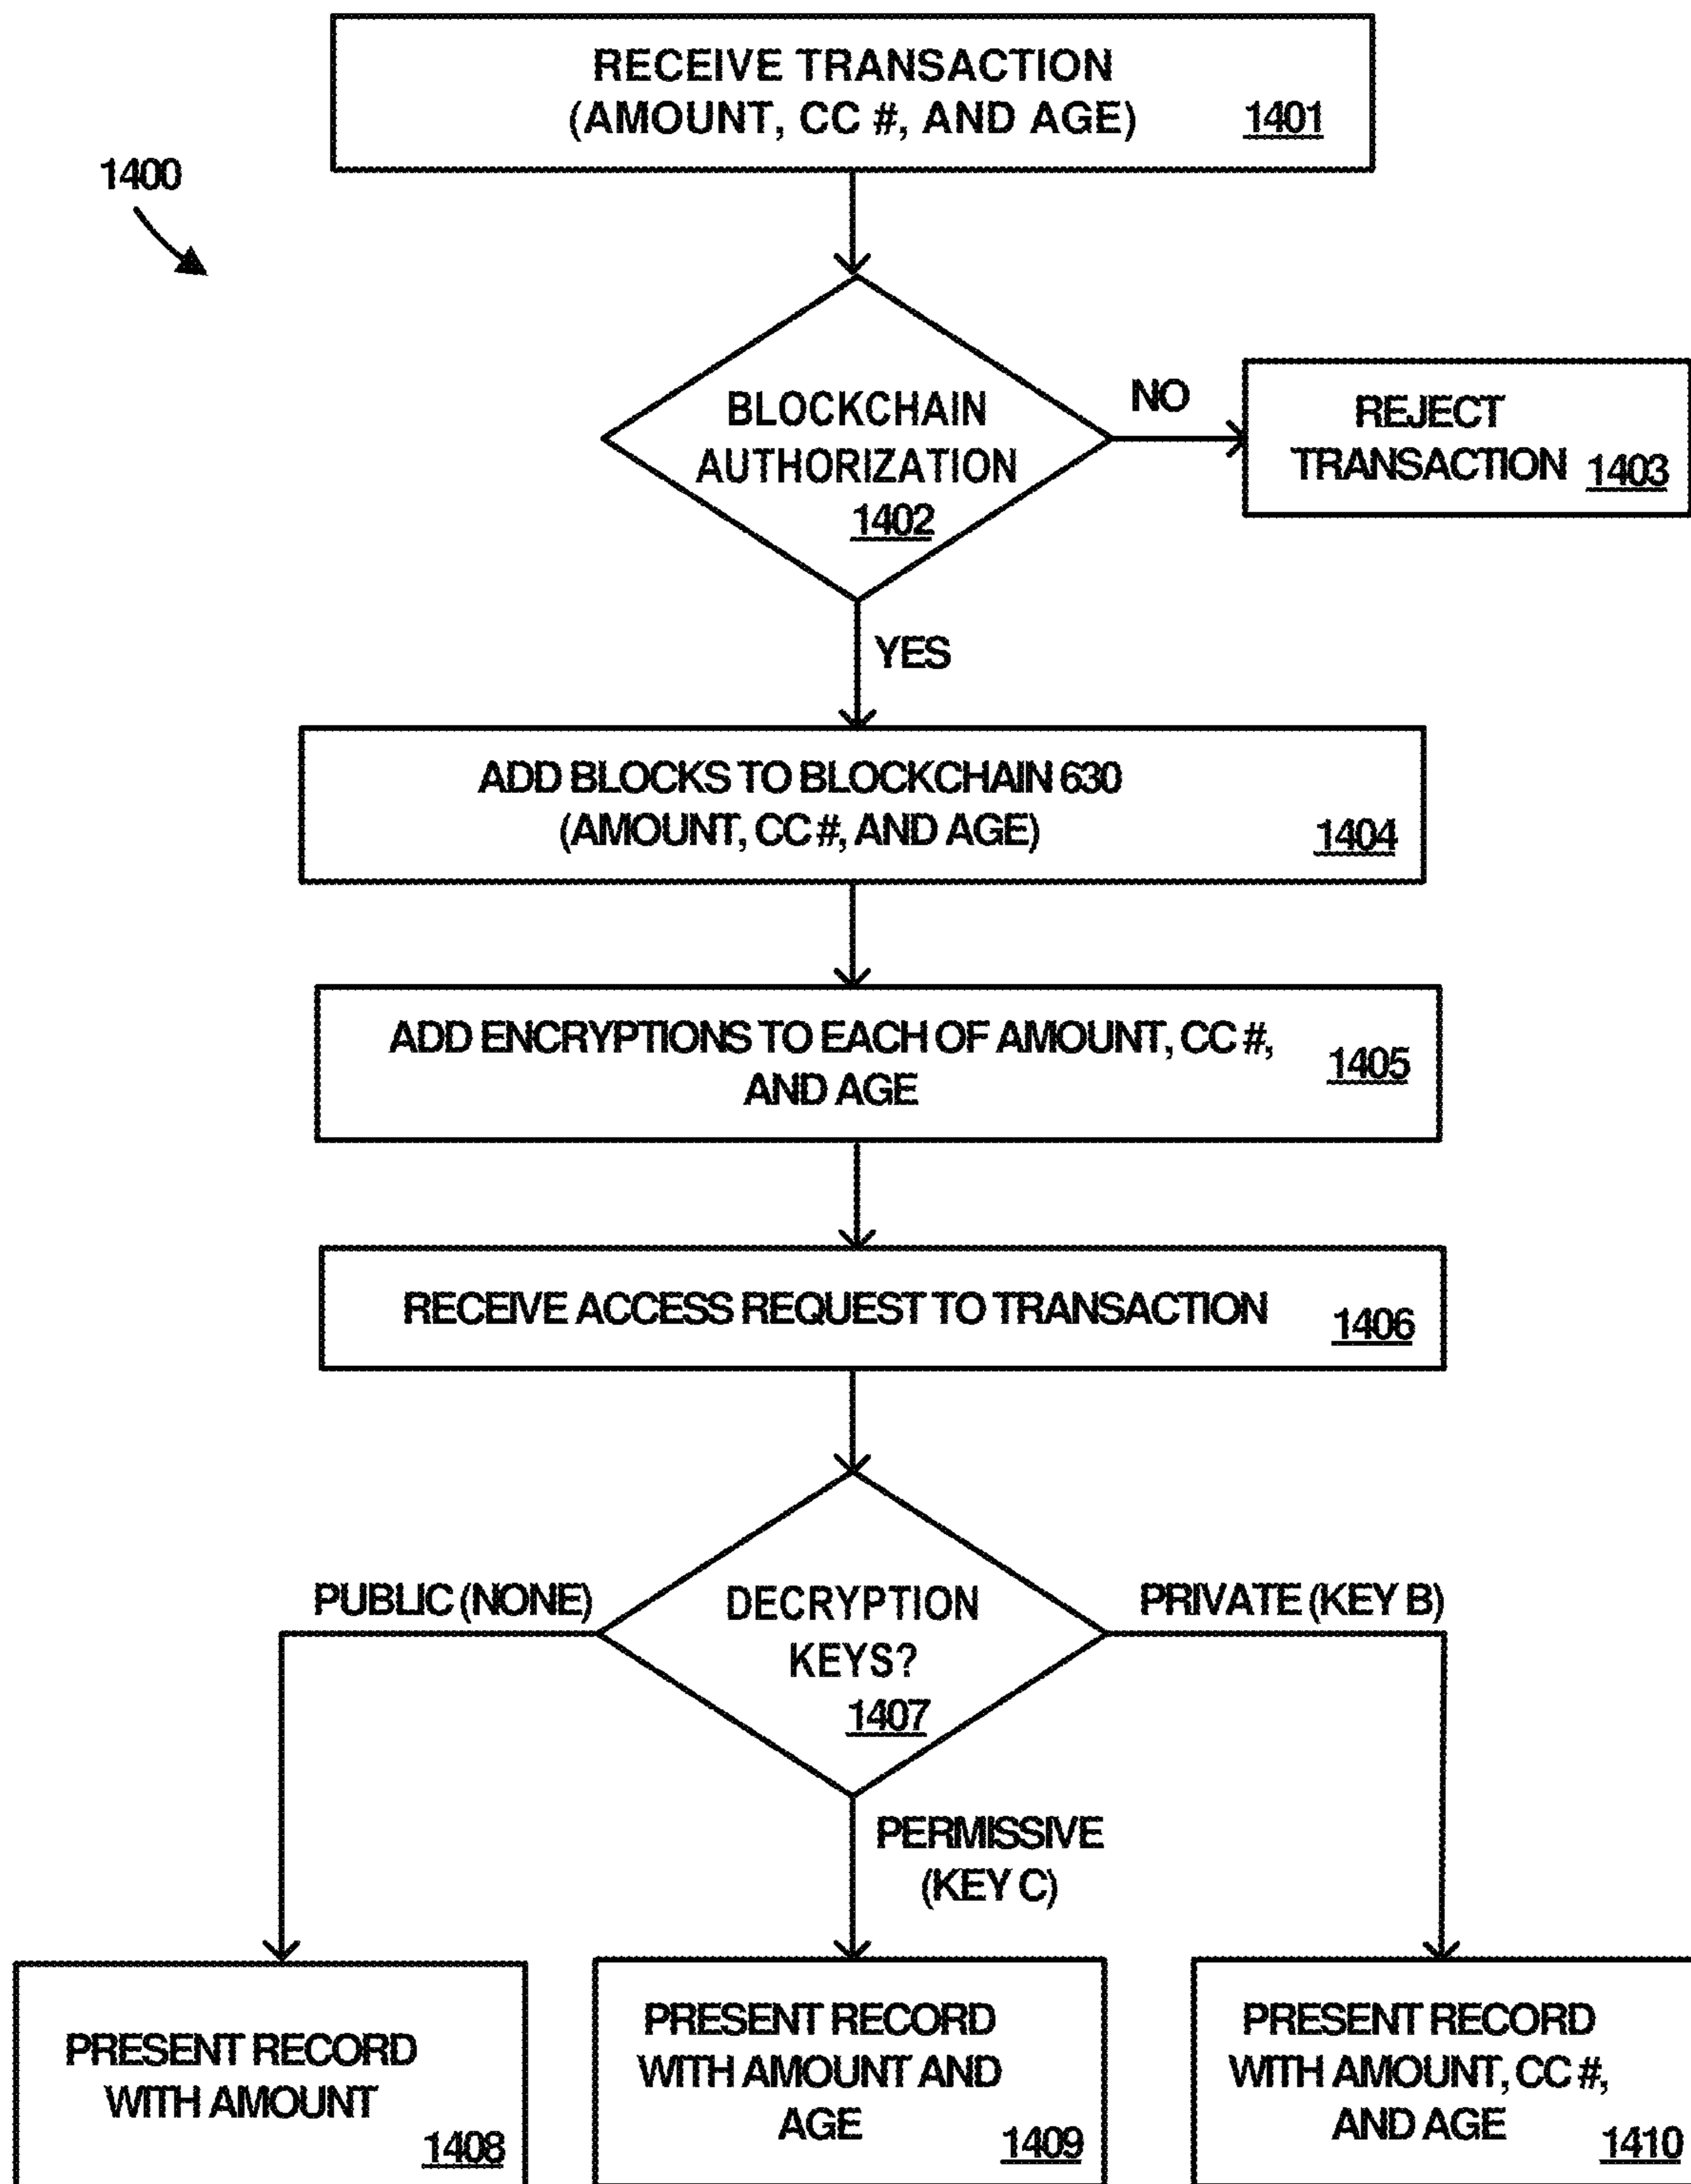 RECEIVE TRANSACTION
(AMOUNT, CC #, AND AGE) 1401
1400
BLOCKCHAIN
AUTHORIZATION
1402
NO
REJECT
TRANSACTION 1403
YES
ADD BLOCKS TO BLOCKCHAIN 630
(AMOUNT, CC #, AND AGE) 1404
ADD ENCRYPTIONS TO EACH OF AMOUNT, CC #,
AND AGE 1405
RECEIVE ACCESS REQUEST TO TRANSACTION 1406
PUBLIC (NONE)
DECRYPTION
KEYS?
1407
PRIVATE (KEY B)
PERMISSIVE
(KEY C)
PRESENT RECORD
WITH AMOUNT
1408
PRESENT RECORD
WITH AMOUNT AND
AGE 1409
PRESENT RECORD
WITH AMOUNT, CC #,
AND AGE 1410